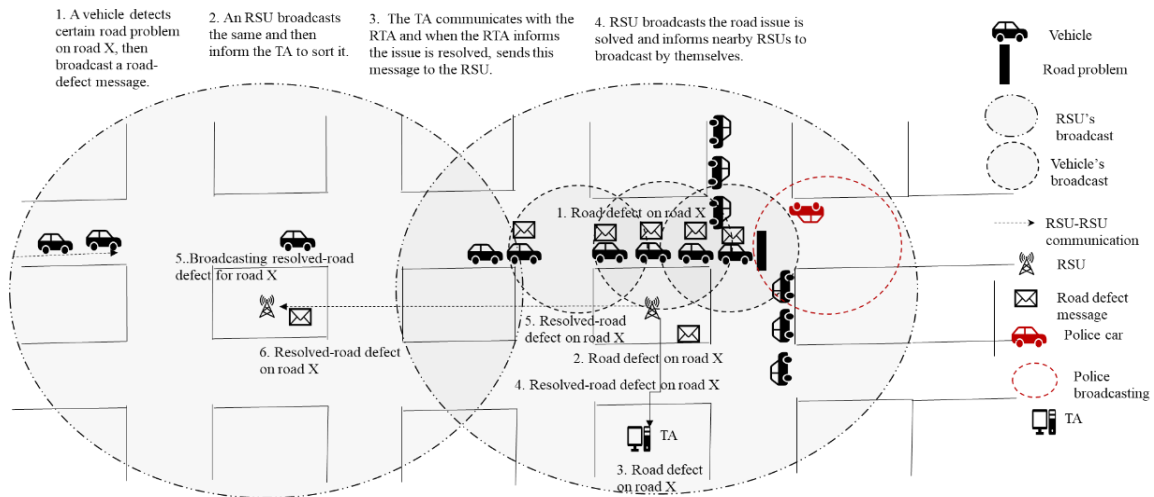 1. A vehicle detects
certain road problem
on road X, then
broadcast a road-
defect message.
2. An RSU broadcasts
the same and then
inform the TA to sort it.
3. The TA communicates with the
RTA and when the RTA informs
the issue is resolved, sends this
message to the RSU.
4. RSU broadcasts the road issue is
solved and informs nearby RSUs to
broadcast by themselves.
Vehicle
Road problem
RSU's
broadcast
Vehicle's
broadcast
RSU-RSU
communication
RSU
Road defect
message
Police car
Police
broadcasting
TA
1. Road defect on road X
5..Broadcasting resolved-road
defect for road X
5. Resolved-road
defect on road X
6. Resolved-road defect
on road X
2. Road defect on road X
4. Resolved-road defect on road X
TA
3. Road defect
on road X